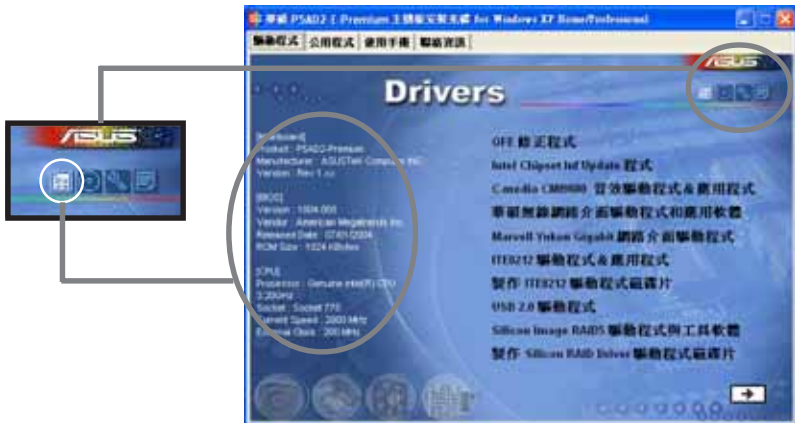 華碩 P5AD2-E-Premium 主機板安裝光碟 for Windows XP Home/Professional
驅動程式 公用程式 使用手冊 聯絡資訊
ASUS
Drivers
ASUS
[Motherboard]
Product : P5AD2-Premium
Manufacturer : ASUSTeK Computer INC.
Version : Rev 1.xx
[BIOS]
Version : 1004.003
Vendor : American Megatrends Inc.
Released Date : 07/01/2004
ROM Size : 1024 KBytes
[CPU]
Processor : Genuine Intel(R) CPU
3.20GHz
Socket : Socket 775
Current Speed : 2800 MHz
External Clock : 200 MHz
修正程式
Intel Chipset Inf Update 程式
C-media CMI9880 音效驅動程式&應用程式
華碩無線網路介面驅動程式和應用軟體
Marvell Yukon Gigabit 網路介面驅動程式
ITE8212 驅動程式&應用程式
製作 ITE8212 驅動程式磁碟片
USB 2.0 驅動程式
Silicon Image RAID5 驅動程式與工具軟體
製作 Silicon RAID Driver 驅動程式磁碟片